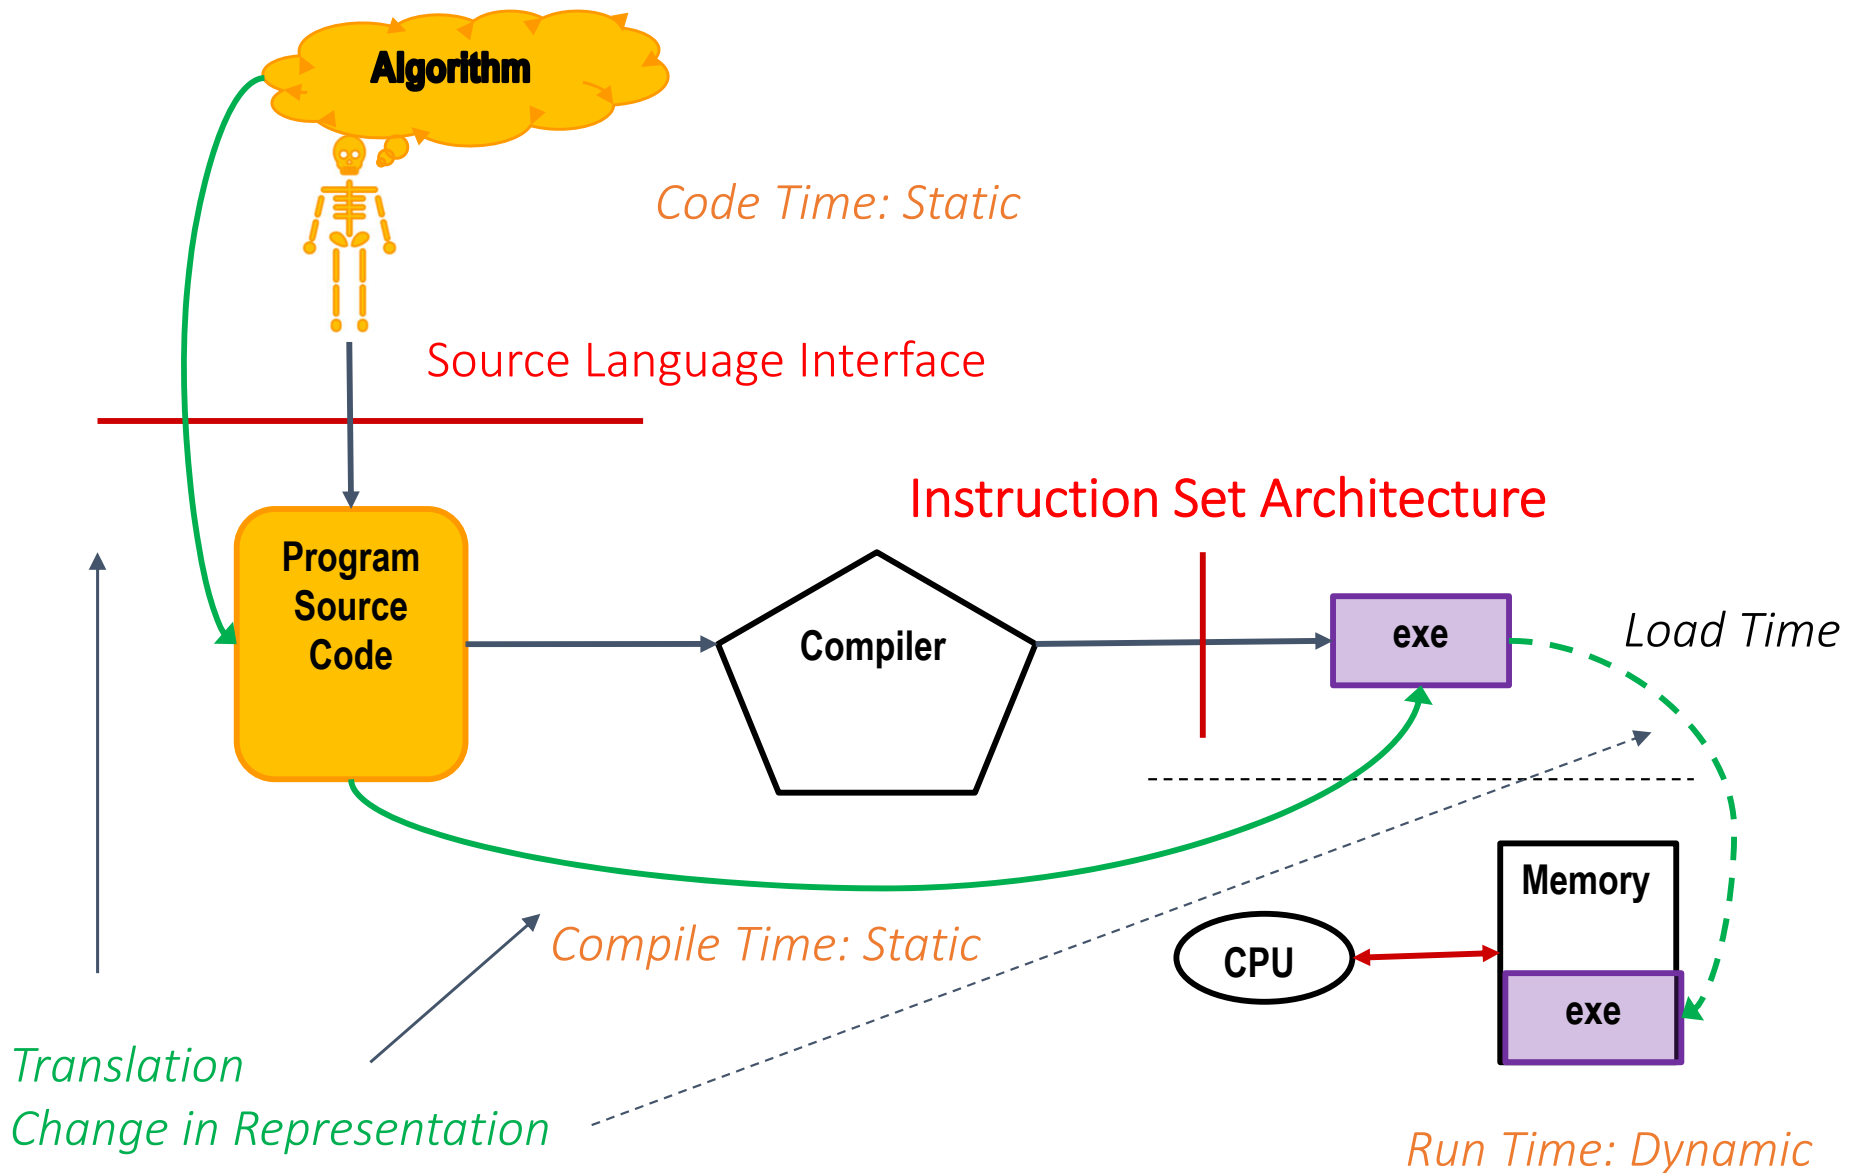 Algorithm
Code Time: Static
Source Language Interface
Instruction Set Architecture
Program
Source
Code
Compiler
exe
Load Time
Memory
Compile Time: Static
CPU
exe
Translation
Change in Representation
Run Time: Dynamic